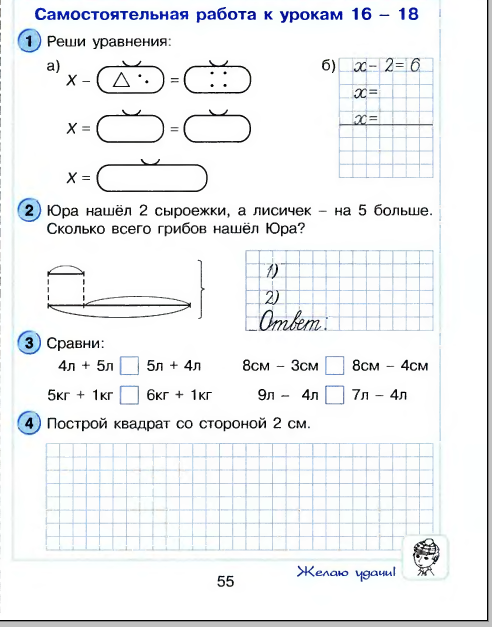 Самостоятельная работа к урокам 16 – 18
1 Реши уравнения:
а) X – =
б) x – 2 = 6
X = =
x =
x =
X =
2 Юра нашёл 2 сыроежки, а лисичек – на 5 больше.
Сколько всего грибов нашёл Юра?
1)
2)
Ответ:
3 Сравни:
4л + 5л 5л + 4л 8см – 3см 8см – 4см
5кг + 1кг 6кг + 1кг 9л – 4л 7л – 4л
4 Построй квадрат со стороной 2 см.
Желаю удачи!
55